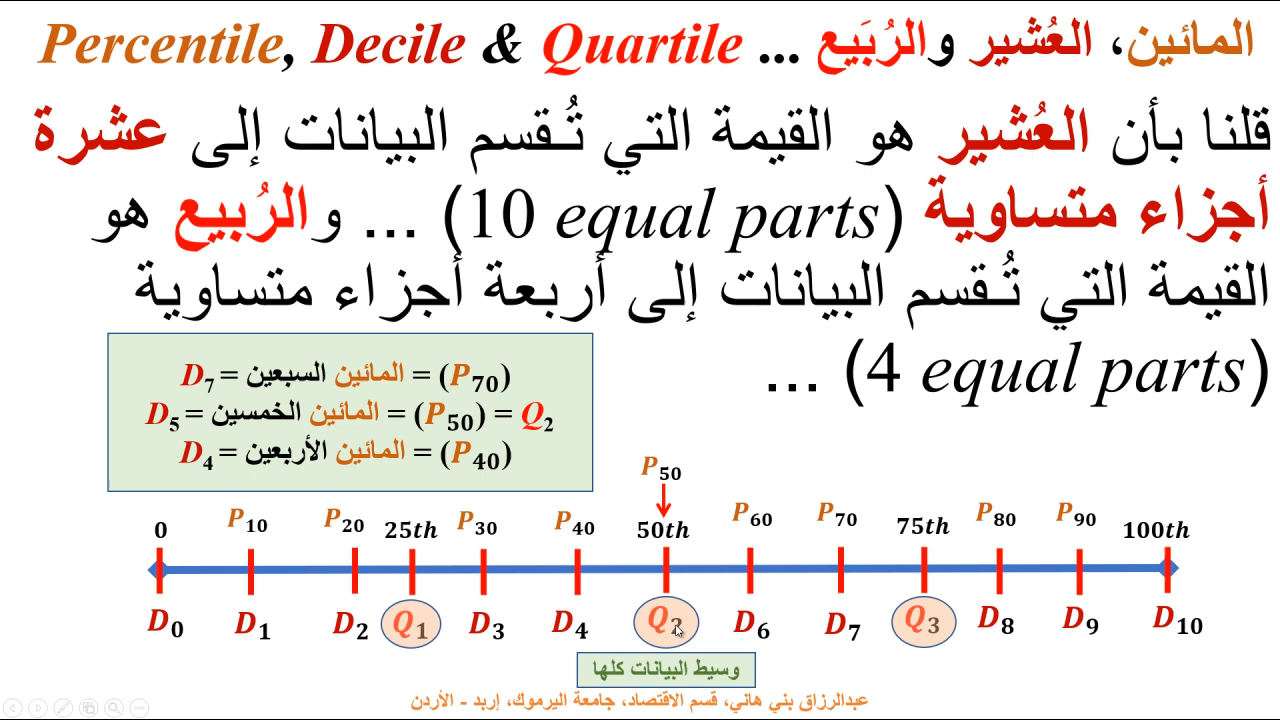 المائين، العُشير والرُبَيع ... Percentile, Decile & Quartile
قلنا بأن العُشير هو القيمة التي تُـقسم البيانات إلى عشرة
أجزاء متساوية (10 equal parts) ... والرُبيع هو
القيمة التي تُـقسم البيانات إلى أربعة أجزاء متساوية
(4 equal parts) ...
D₇ = المائين السبعين = (P₇₀)
D₅ = المائين الخمسين = (P₅₀) = Q₂
D₄ = المائين الأربعين = (P₄₀)
P₅₀
0 P₁₀ P₂₀ 25th P₃₀ P₄₀ 50th P₆₀ P₇₀ 75th P₈₀ P₉₀ 100th
D₀ D₁ D₂ Q₁ D₃ D₄ Q₂ D₆ D₇ Q₃ D₈ D₉ D₁₀
وسيط البيانات كلها
عبدالرزاق بني هاني، قسم الاقتصاد، جامعة اليرموك، إربد - الأردن